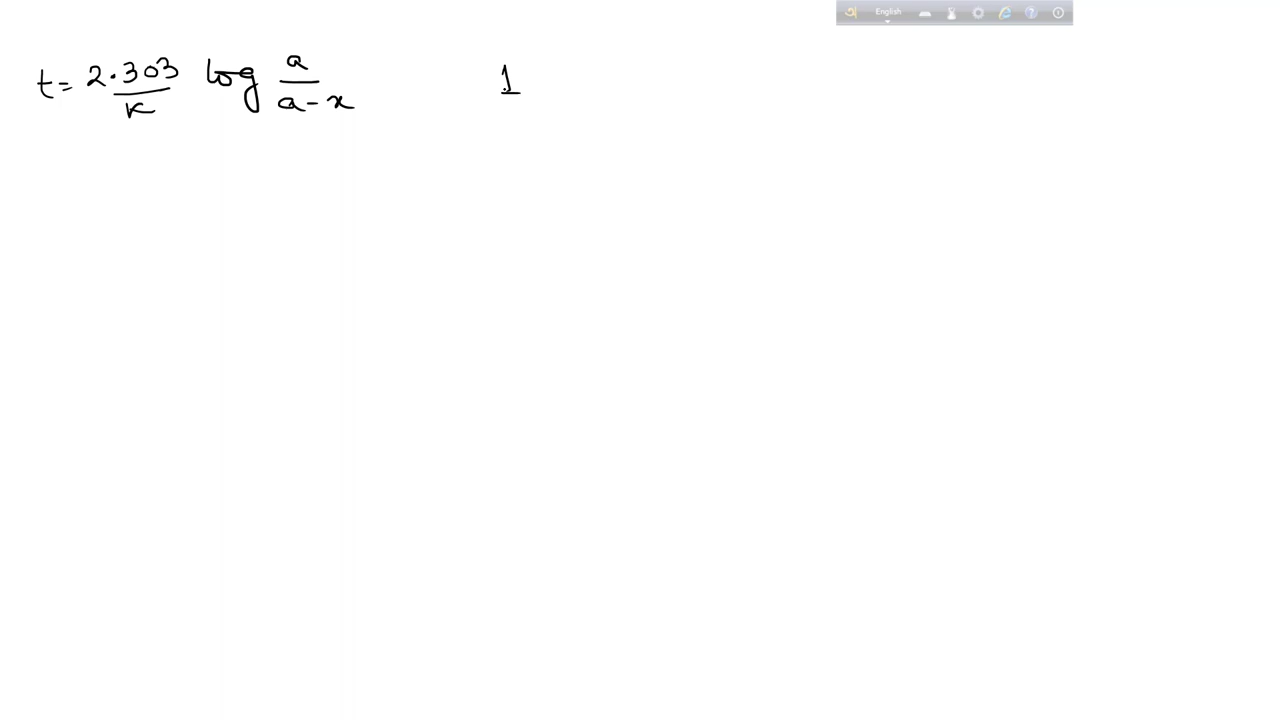 অ English
t = 2.303/K log a/a-x 1